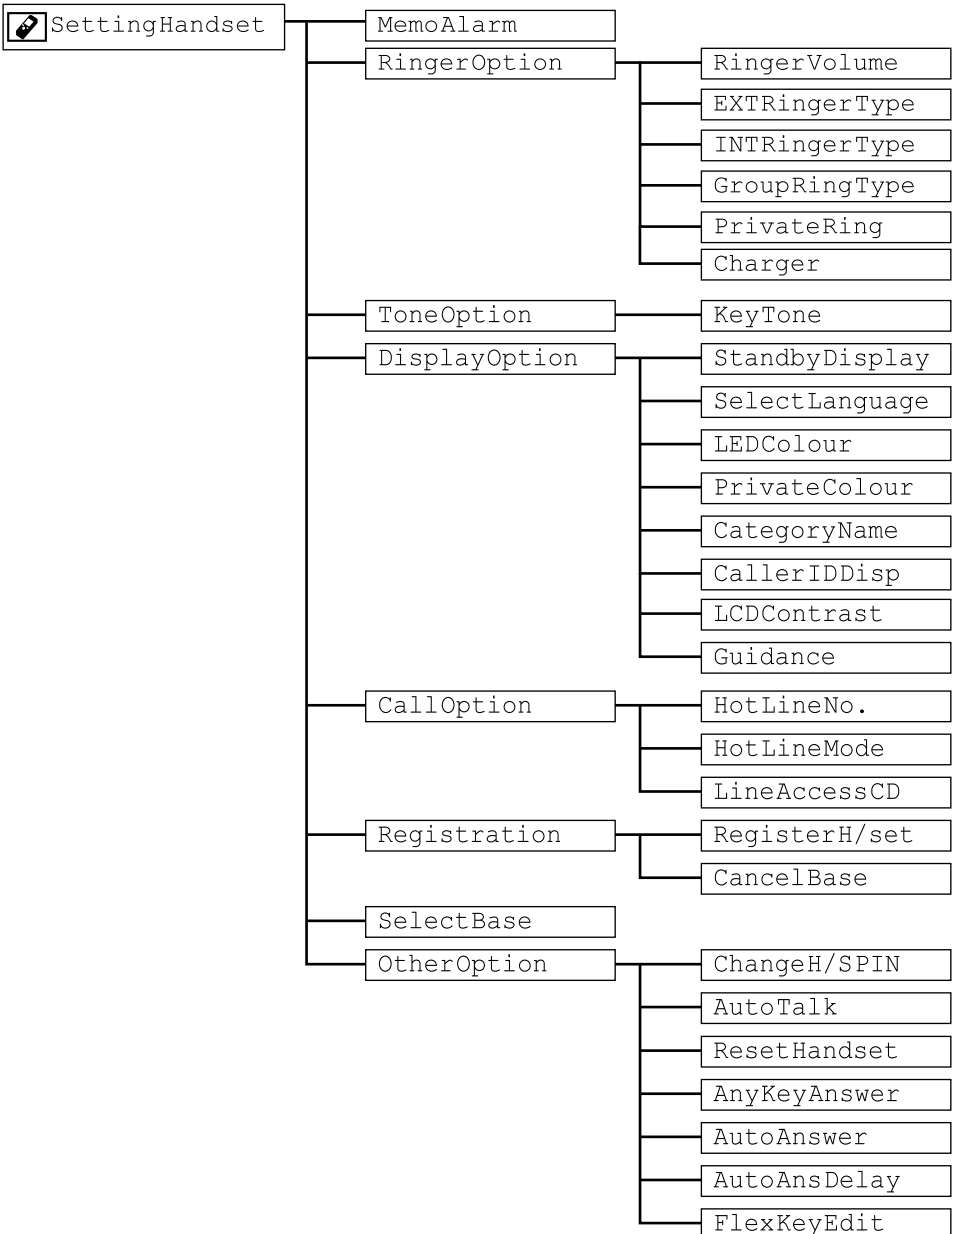 SettingHandset
MemoAlarm
RingerOption
RingerVolume
EXTRingerType
INTRingerType
GroupRingType
PrivateRing
Charger
ToneOption
KeyTone
DisplayOption
StandbyDisplay
SelectLanguage
LEDColour
PrivateColour
CategoryName
CallerIDDisp
LCDContrast
Guidance
CallOption
HotLineNo.
HotLineMode
LineAccessCD
Registration
RegisterH/set
CancelBase
SelectBase
OtherOption
ChangeH/SPIN
AutoTalk
ResetHandset
AnyKeyAnswer
AutoAnswer
AutoAnsDelay
FlexKeyEdit